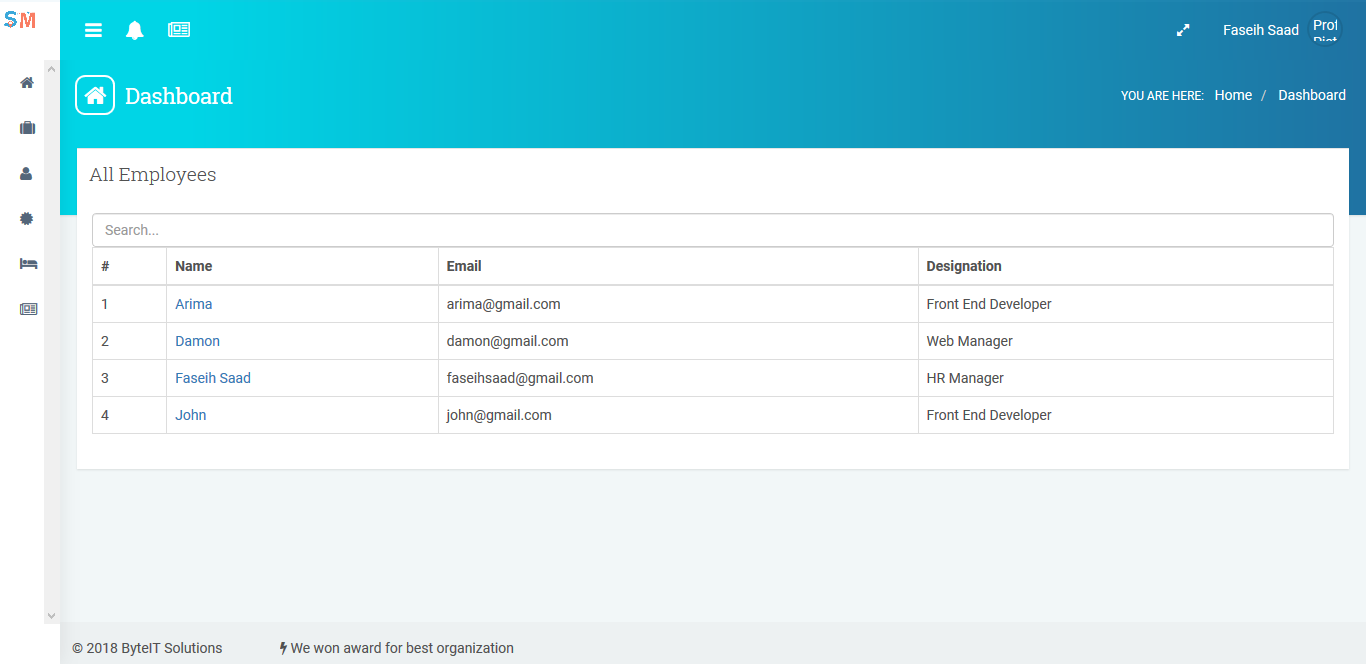 SM
Faseih Saad
Dashboard
YOU ARE HERE: Home / Dashboard
All Employees
Search...
# Name Email Designation
1 Arima arima@gmail.com Front End Developer
2 Damon damon@gmail.com Web Manager
3 Faseih Saad faseihsaad@gmail.com HR Manager
4 John john@gmail.com Front End Developer
© 2018 ByteIT Solutions We won award for best organization